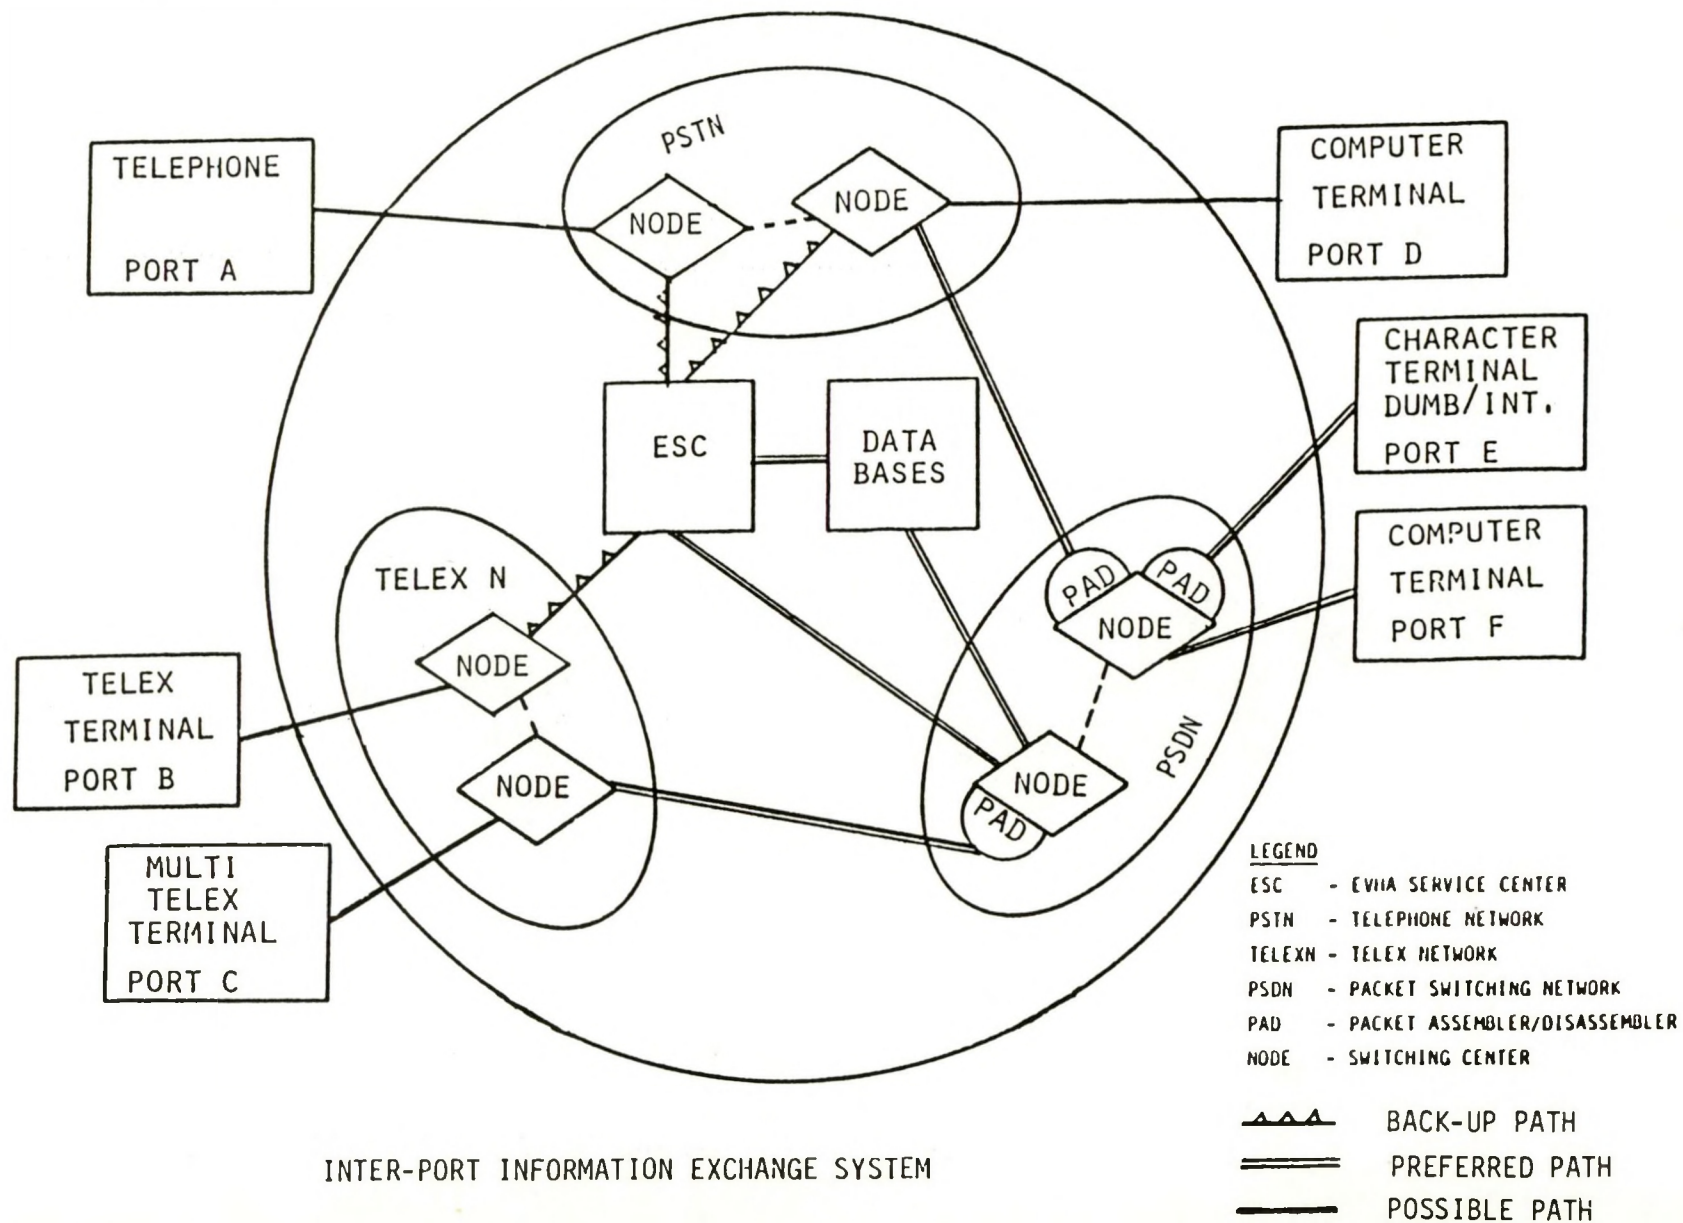 PSTN
NODE
NODE
TELEPHONE
PORT A
COMPUTER
TERMINAL
PORT D
CHARACTER
TERMINAL
DUMB/INT.
PORT E
ESC
DATA
BASES
COMPUTER
TERMINAL
PORT F
TELEX N
NODE
NODE
PAD
PAD
NODE
PSDN
NODE
PAD
TELEX
TERMINAL
PORT B
MULTI
TELEX
TERMINAL
PORT C
LEGEND
ESC - EVHA SERVICE CENTER
PSTN - TELEPHONE NETWORK
TELEXN - TELEX NETWORK
PSDN - PACKET SWITCHING NETWORK
PAD - PACKET ASSEMBLER/DISASSEMBLER
NODE - SWITCHING CENTER
BACK-UP PATH
PREFERRED PATH
POSSIBLE PATH
INTER-PORT INFORMATION EXCHANGE SYSTEM